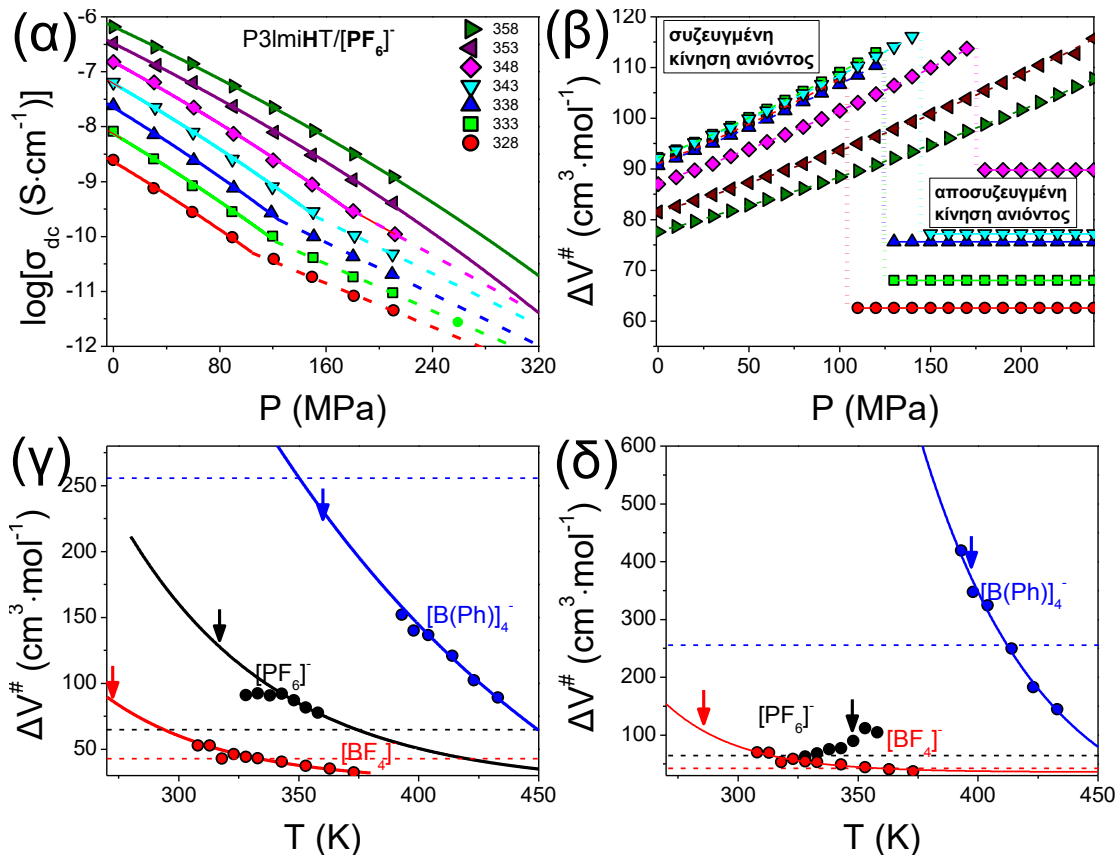 (α)
P3ImiHT/[PF6]-
358
353
348
343
338
333
328
-6
-7
-8
-9
-10
-11
-12
0
80
160
240
320
log[σdc (S·cm-1)]
P (MPa)
(β)
συζευγμένη
κίνηση ανιόντος
αποσυζευγμένη
κίνηση ανιόντος
120
110
100
90
80
70
60
0
50
100
150
200
ΔV# (cm3·mol-1)
P (MPa)
(γ)
250
200
150
100
50
300
350
400
450
[B(Ph)]4-
[PF6]-
[BF4]-
ΔV# (cm3·mol-1)
T (K)
(δ)
600
500
400
300
200
100
300
350
400
450
[B(Ph)]4-
[PF6]-
[BF4]-
ΔV# (cm3·mol-1)
T (K)